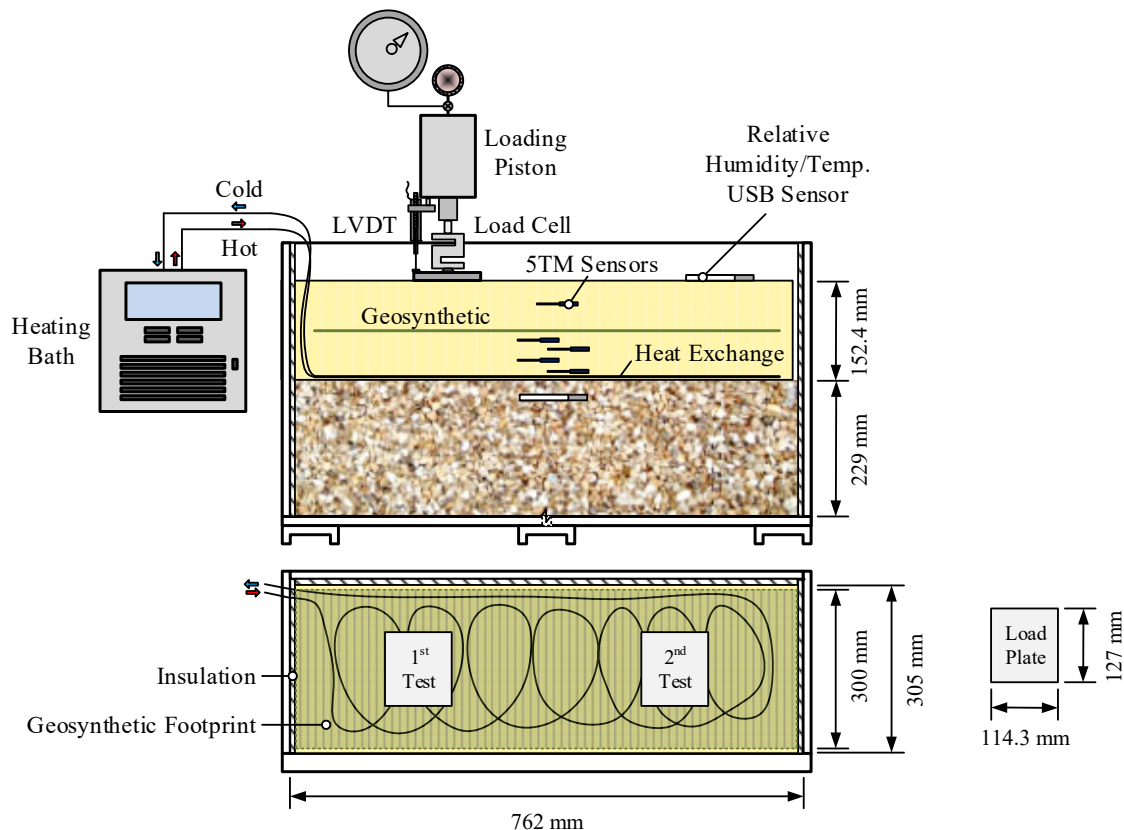 Loading
Piston
Relative
Humidity/Temp.
USB Sensor
Cold
Hot
LVDT
Load Cell
5TM Sensors
Geosynthetic
Heat Exchange
Heating
Bath
152.4 mm
229 mm
1st
Test
2nd
Test
Insulation
Geosynthetic Footprint
300 mm
305 mm
762 mm
Load
Plate
127 mm
114.3 mm